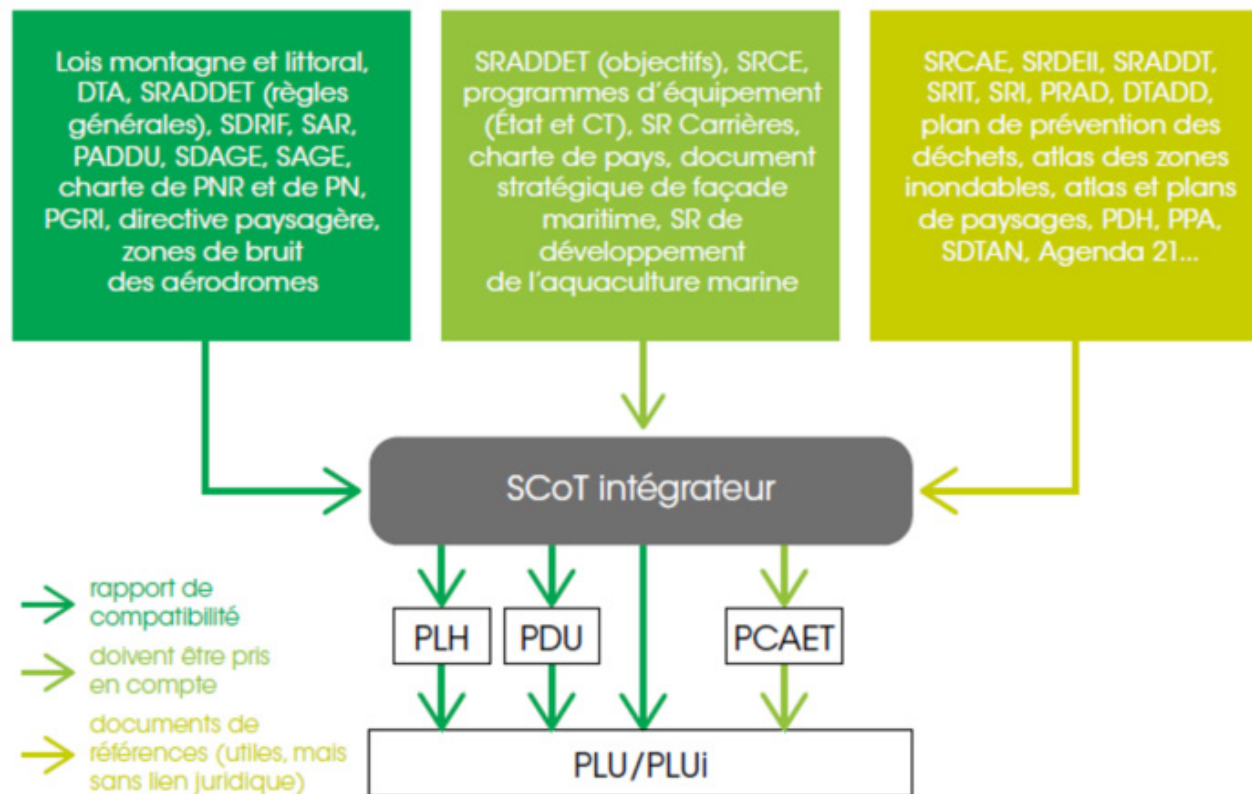 Lois montagne et littoral,
DTA, SRADDET (règles
générales), SDRIF, SAR,
PADDU, SDAGE, SAGE,
charte de PNR et de PN,
PGRI, directive paysagère,
zones de bruit
des aérodromes
SRADDET (objectifs), SRCE,
programmes d'équipement
(État et CT), SR Carrières,
charte de pays, document
stratégique de façade
maritime, SR de
développement
de l'aquaculture marine
SRCAE, SRDEII, SRADDT,
SRIT, SRI, PRAD, DTADD,
plan de prévention des
déchets, atlas des zones
inondables, atlas et plans
de paysages, PDH, PPA,
SDTAN, Agenda 21...
SCoT intégrateur
PLH
PDU
PCAET
PLU/PLUi
rapport de
compatibilité
doivent être pris
en compte
documents de
références (utiles, mais
sans lien juridique)